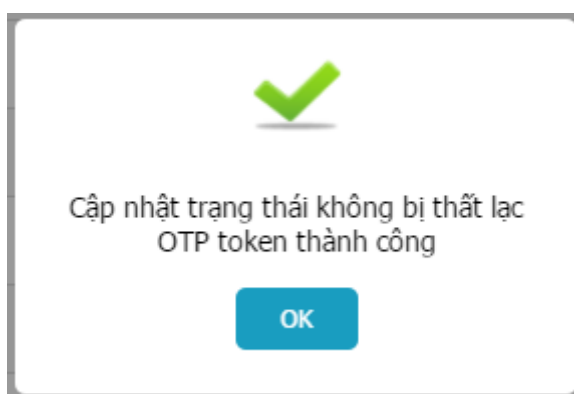 Cập nhật trạng thái không bị thất lạc
OTP token thành công
OK